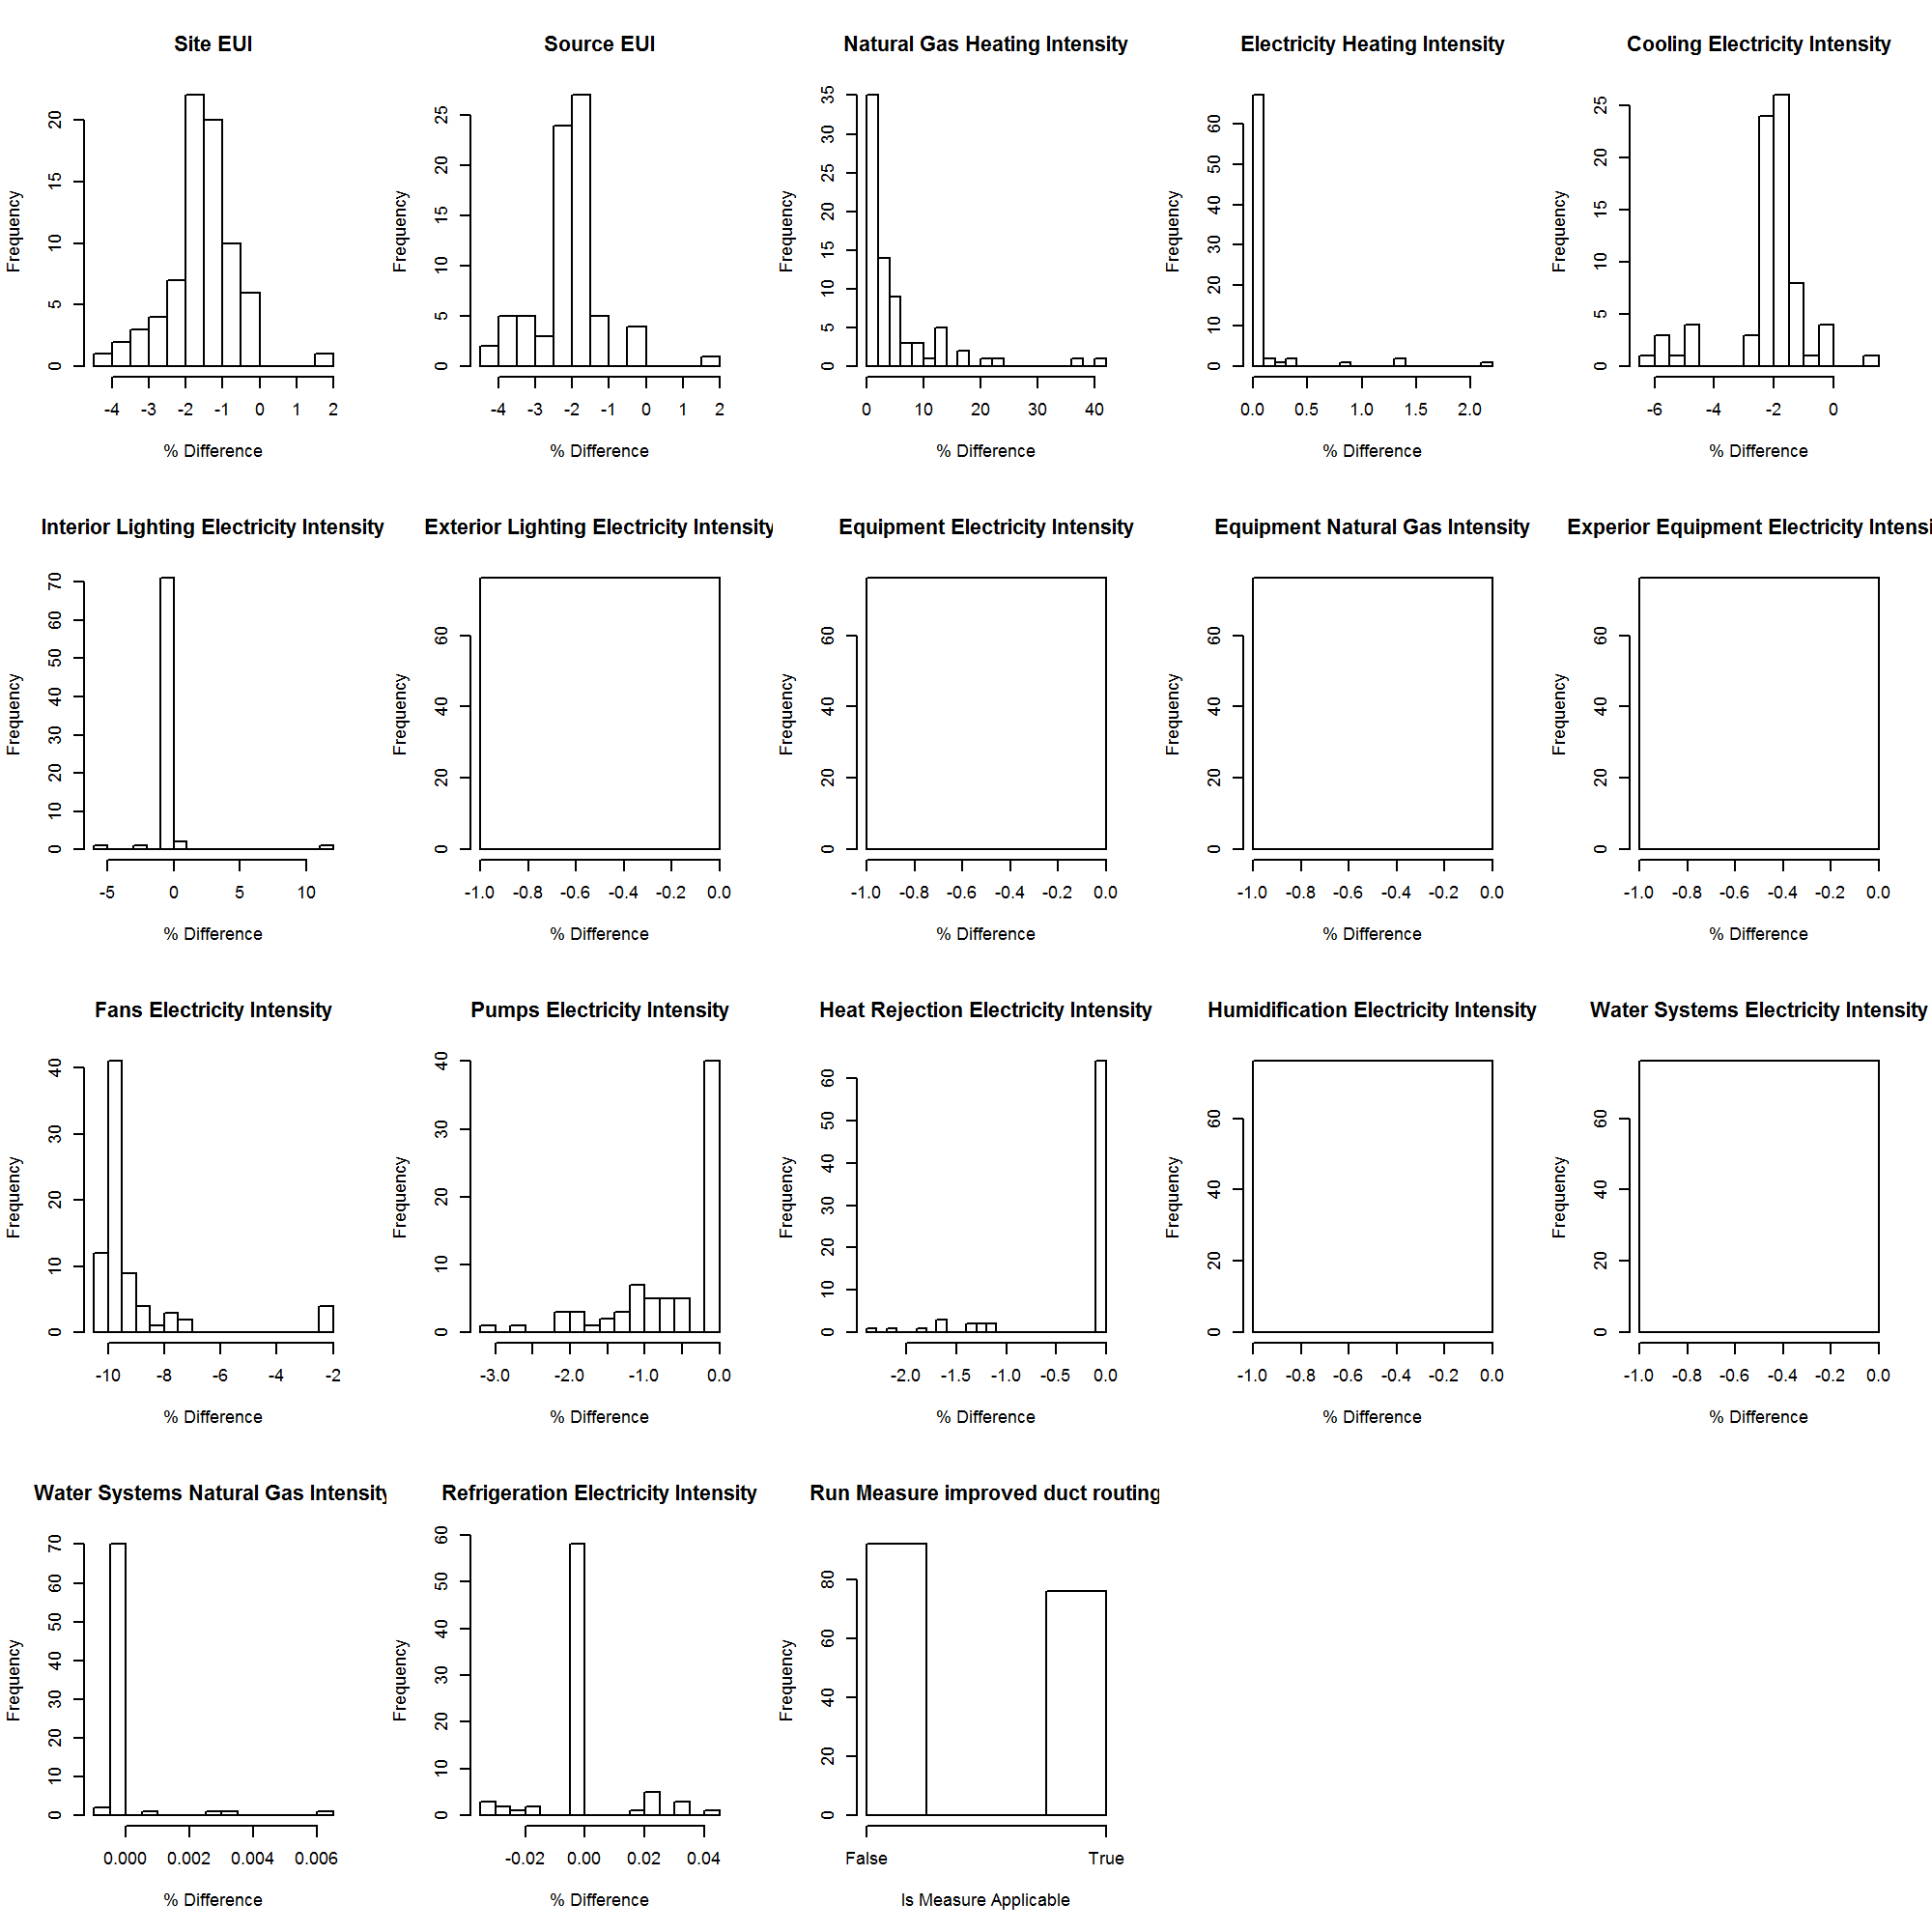 Site EUI
Frequency
0 5 10 15 20
-4 -3 -2 -1 0 1 2
% Difference
Source EUI
Frequency
0 5 10 15 20 25
-4 -3 -2 -1 0 1 2
% Difference
Natural Gas Heating Intensity
Frequency
0 5 10 15 20 25 30 35
0 10 20 30 40
% Difference
Electricity Heating Intensity
Frequency
0 10 20 30 40 50 60
0.0 0.5 1.0 1.5 2.0
% Difference
Cooling Electricity Intensity
Frequency
0 5 10 15 20 25
-6 -4 -2 0
% Difference
Interior Lighting Electricity Intensity
Frequency
0 10 20 30 40 50 60 70
-5 0 5 10
% Difference
Exterior Lighting Electricity Intensity
Frequency
0 20 40 60
-1.0 -0.8 -0.6 -0.4 -0.2 0.0
% Difference
Equipment Electricity Intensity
Frequency
0 20 40 60
-1.0 -0.8 -0.6 -0.4 -0.2 0.0
% Difference
Equipment Natural Gas Intensity
Frequency
0 20 40 60
-1.0 -0.8 -0.6 -0.4 -0.2 0.0
% Difference
Experior Equipment Electricity Intensi
Frequency
0 20 40 60
-1.0 -0.8 -0.6 -0.4 -0.2 0.0
% Difference
Fans Electricity Intensity
Frequency
0 10 20 30 40
-10 -8 -6 -4 -2
% Difference
Pumps Electricity Intensity
Frequency
0 10 20 30 40
-3.0 -2.0 -1.0 0.0
% Difference
Heat Rejection Electricity Intensity
Frequency
0 10 20 30 40 50 60
-2.0 -1.5 -1.0 -0.5 0.0
% Difference
Humidification Electricity Intensity
Frequency
0 20 40 60
-1.0 -0.8 -0.6 -0.4 -0.2 0.0
% Difference
Water Systems Electricity Intensity
Frequency
0 20 40 60
-1.0 -0.8 -0.6 -0.4 -0.2 0.0
% Difference
Water Systems Natural Gas Intensity
Frequency
0 10 20 30 40 50 60 70
0.000 0.002 0.004 0.006
% Difference
Refrigeration Electricity Intensity
Frequency
0 10 20 30 40 50 60
-0.02 0.00 0.02 0.04
% Difference
Run Measure improved duct routing
Frequency
0 20 40 60 80
False True
Is Measure Applicable